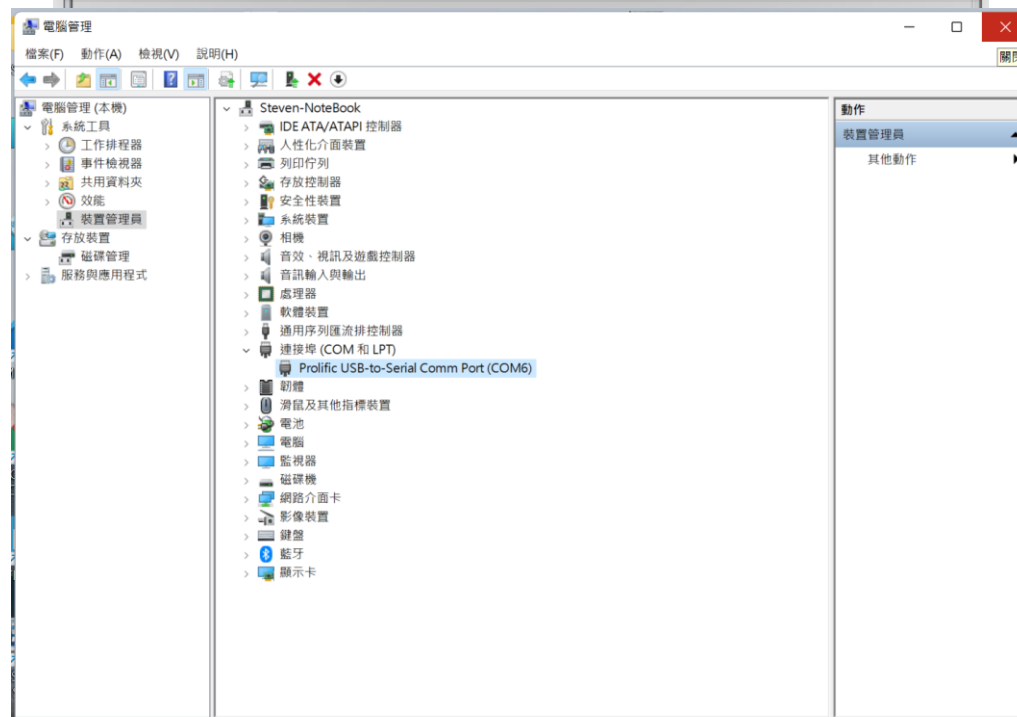 電腦管理
檔案(F) 動作(A) 檢視(V) 說明(H)
電腦管理 (本機)
系統工具
工作排程器
事件檢視器
共用資料夾
效能
裝置管理員
存放裝置
磁碟管理
服務與應用程式
Steven-NoteBook
IDE ATA/ATAPI 控制器
人性化介面裝置
列印佇列
存放控制器
安全性裝置
系統裝置
相機
音效、視訊及遊戲控制器
音訊輸入與輸出
處理器
軟體裝置
通用序列匯流排控制器
連接埠 (COM 和 LPT)
Prolific USB-to-Serial Comm Port (COM6)
韌體
滑鼠及其他指標裝置
電池
電腦
監視器
磁碟機
網路介面卡
影像裝置
鍵盤
藍牙
顯示卡
動作
裝置管理員
其他動作